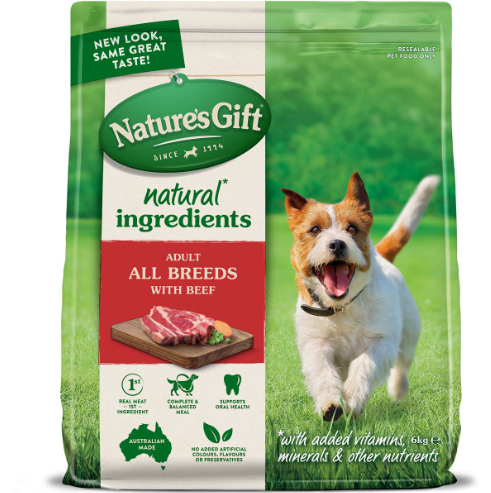 NEW LOOK,
SAME GREAT
TASTE!
RESEALABLE
PET FOOD ONLY
Nature's Gift
SINCE 1994
natural*
ingredients
ADULT
ALL BREEDS
WITH BEEF
1st
REAL MEAT
-1ST-
INGREDIENT
COMPLETE &
BALANCED
MEAL
SUPPORTS
ORAL HEALTH
AUSTRALIAN
MADE
NO ADDED ARTIFICIAL
COLOURS, FLAVOURS
OR PRESERVATIVES
*with added vitamins,
minerals & other nutrients
6kg e